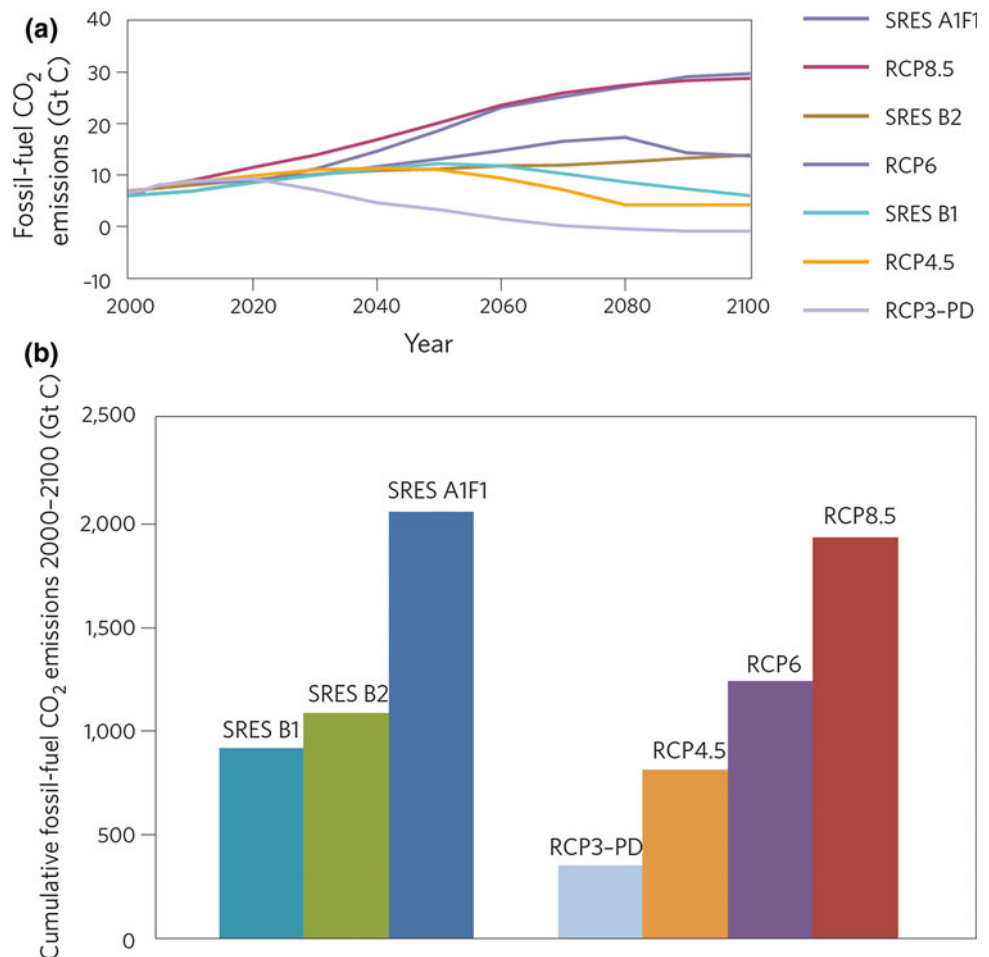 (a)
Fossil-fuel CO2
emissions (Gt C)
40
30
20
10
0
-10
2000
2020
2040
2060
2080
2100
Year
SRES A1F1
RCP8.5
SRES B2
RCP6
SRES B1
RCP4.5
RCP3–PD
(b)
Cumulative fossil-fuel CO2 emissions 2000–2100 (Gt C)
2,500
2,000
1,500
1,000
500
0
SRES B1
SRES B2
SRES A1F1
RCP3–PD
RCP4.5
RCP6
RCP8.5